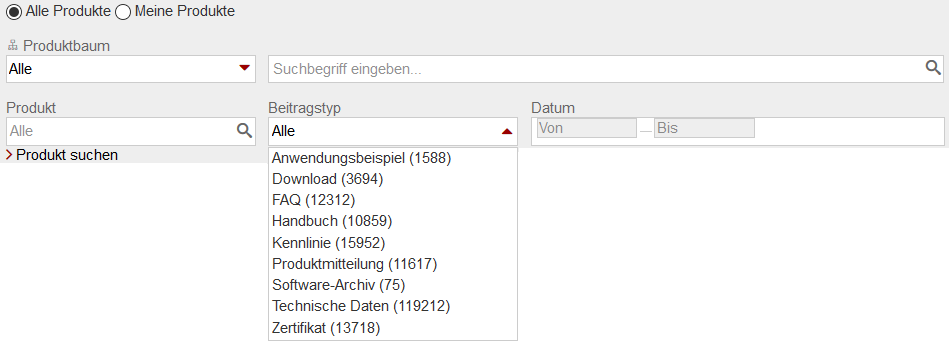 Alle Produkte Meine Produkte
Produktbaum
Alle
Suchbegriff eingeben...
Produkt
Beitragstyp
Datum
Alle
Alle
Von — Bis
Produkt suchen
Anwendungsbeispiel (1588)
Download (3694)
FAQ (12312)
Handbuch (10859)
Kennlinie (15952)
Produktmitteilung (11617)
Software-Archiv (75)
Technische Daten (119212)
Zertifikat (13718)